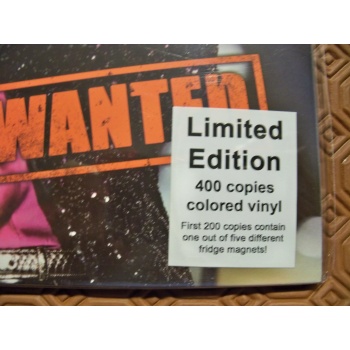 WANTED
Limited
Edition
400 copies
colored vinyl
First 200 copies contain
one out of five different
fridge magnets!